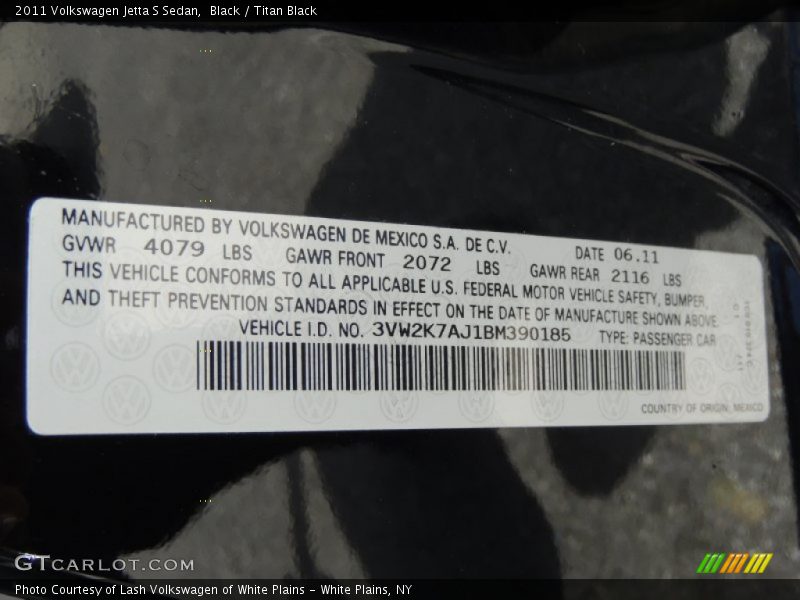 2011 Volkswagen Jetta S Sedan,  Black / Titan Black
MANUFACTURED BY VOLKSWAGEN DE MEXICO S.A. DE C.V. DATE 06.11
GVWR 4079 LBS GAWR FRONT 2072 LBS GAWR REAR 2116 LBS
THIS VEHICLE CONFORMS TO ALL APPLICABLE U.S. FEDERAL MOTOR VEHICLE SAFETY, BUMPER,
AND THEFT PREVENTION STANDARDS IN EFFECT ON THE DATE OF MANUFACTURE SHOWN ABOVE.
VEHICLE I.D. NO. 3VW2K7AJ1BM390185 TYPE: PASSENGER CAR
COUNTRY OF ORIGIN: MEXICO
GTCARLOT.COM
Photo Courtesy of Lash Volkswagen of White Plains - White Plains, NY